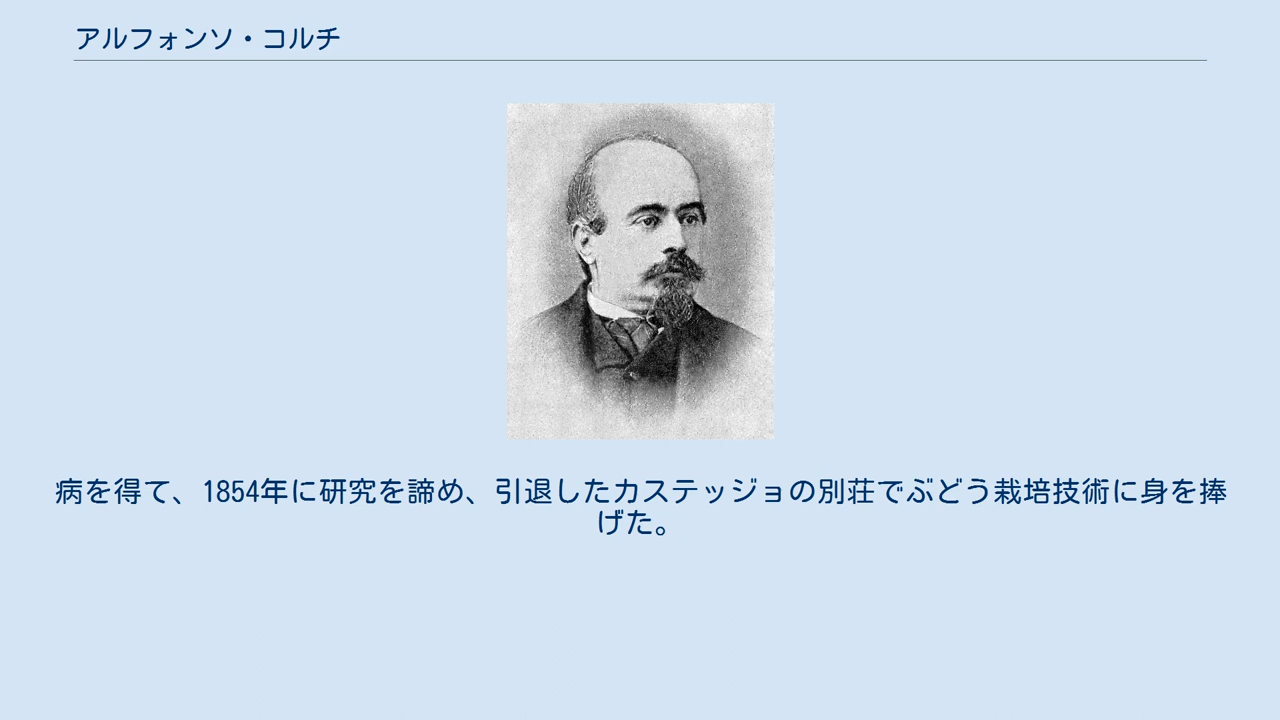 アルフォンソ・コルチ
病を得て、1854年に研究を諦め、引退したカステッジョの別荘でぶどう栽培技術に身を捧
げた。